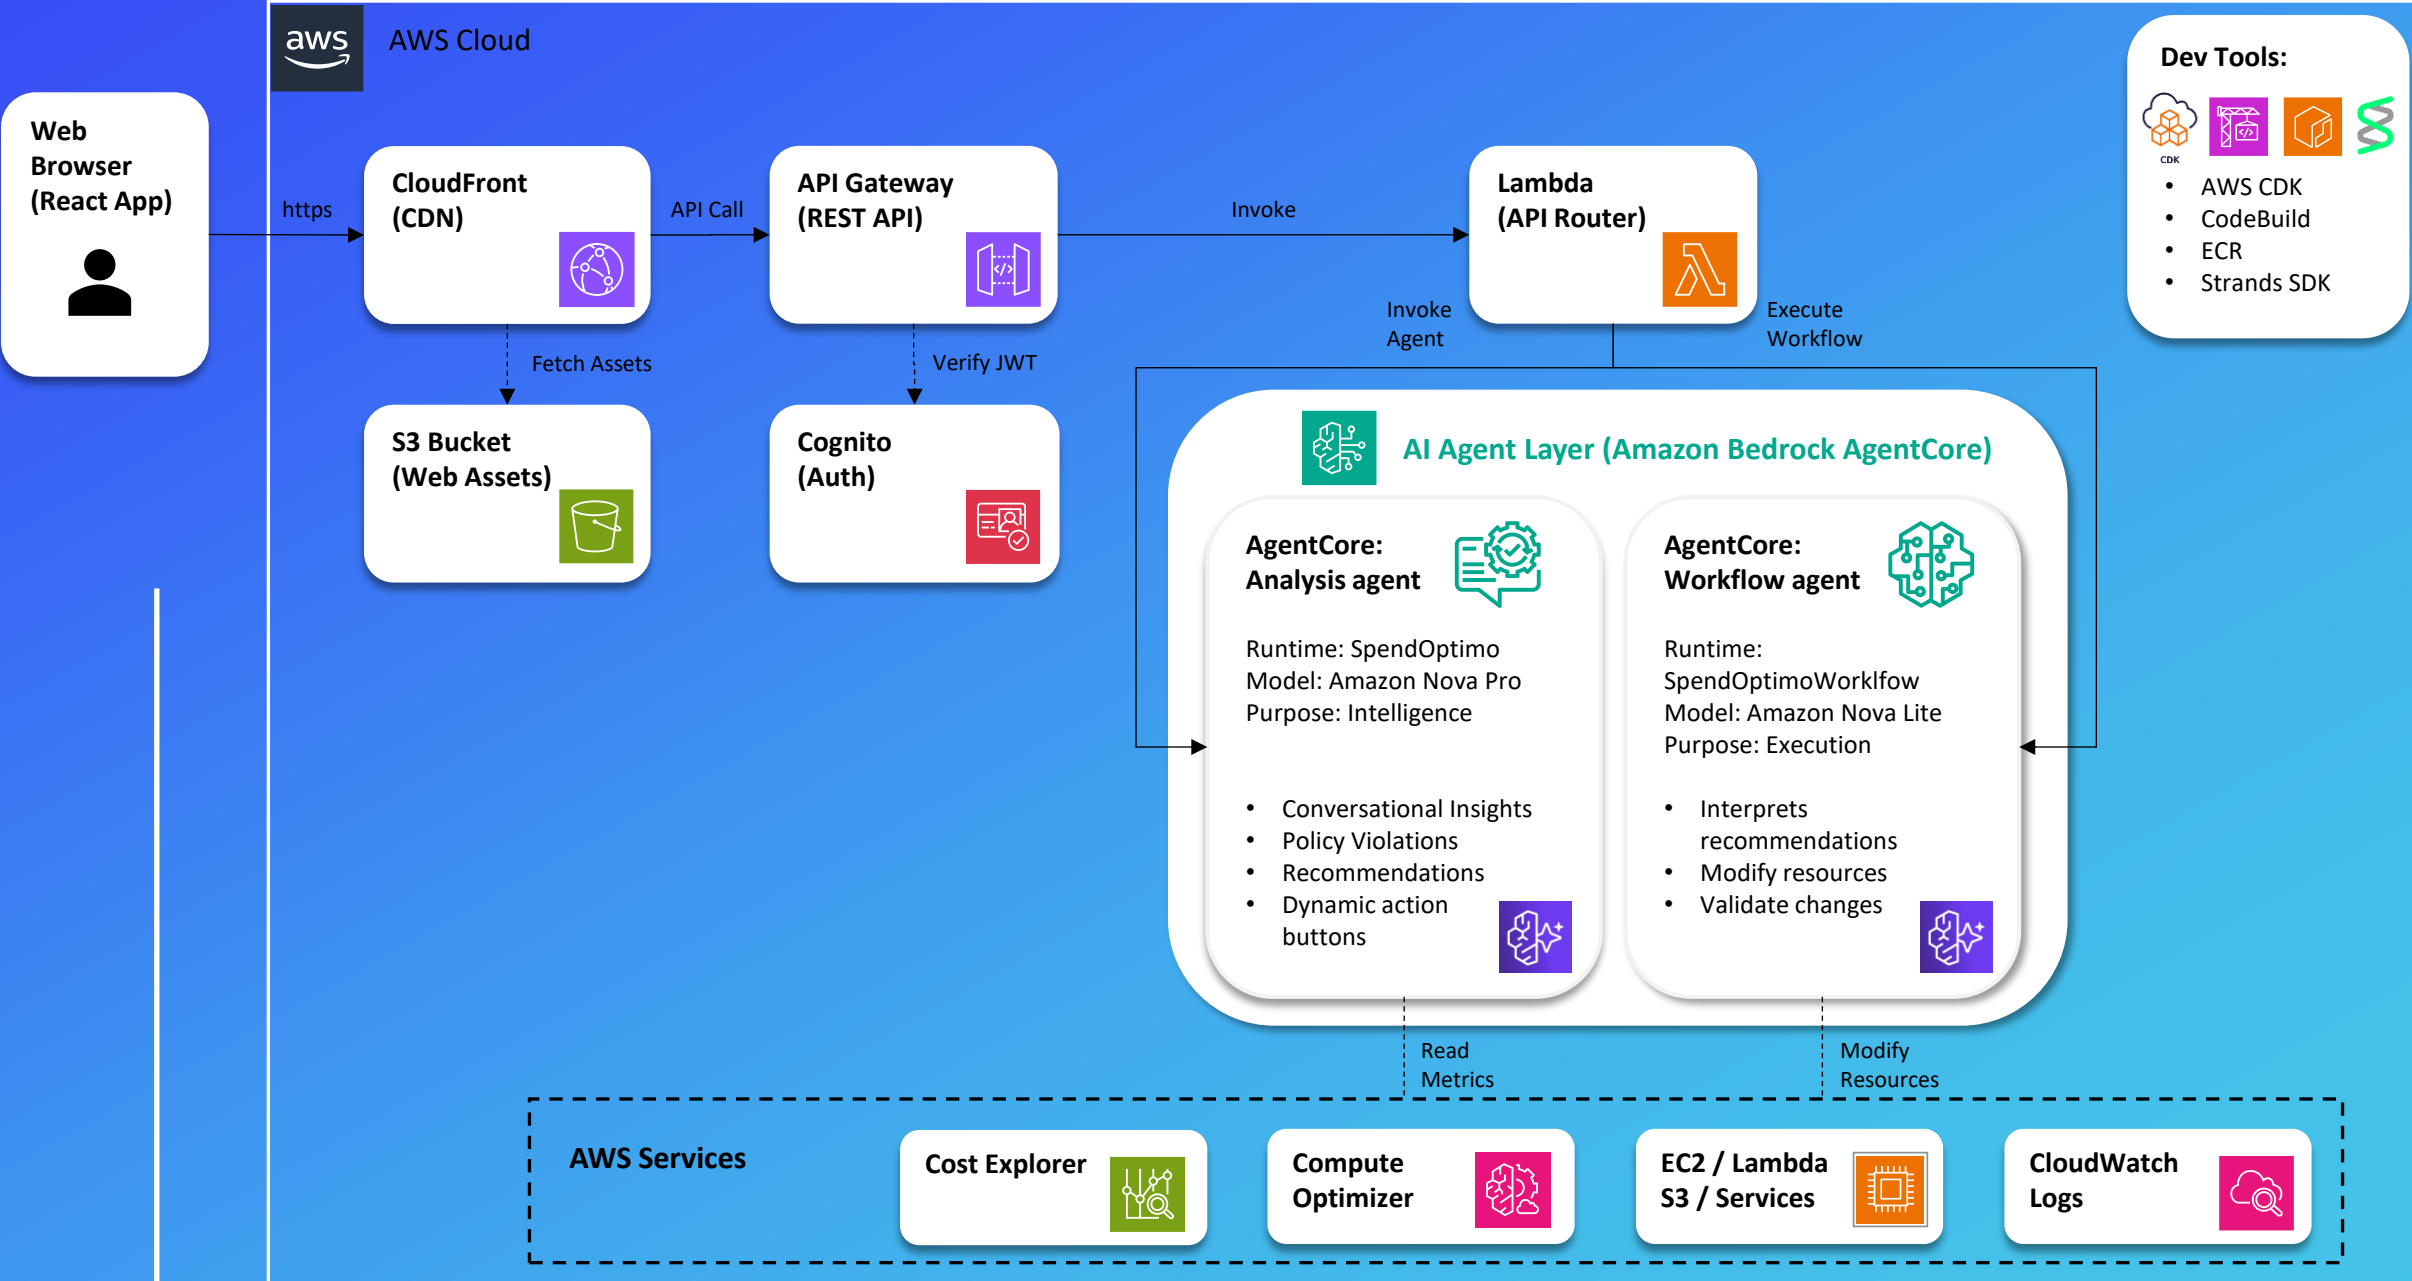 aws
AWS Cloud
Web
Browser
(React App)
https
CloudFront
(CDN)
API Call
API Gateway
(REST API)
Invoke
Lambda
(API Router)
Dev Tools:
CDK
• AWS CDK
• CodeBuild
• ECR
• Strands SDK
Fetch Assets
Verify JWT
Invoke
Agent
Execute
Workflow
S3 Bucket
(Web Assets)
Cognito
(Auth)
AI Agent Layer (Amazon Bedrock AgentCore)
AgentCore:
Analysis agent
Runtime: SpendOptimo
Model: Amazon Nova Pro
Purpose: Intelligence
• Conversational Insights
• Policy Violations
• Recommendations
• Dynamic action
buttons
AgentCore:
Workflow agent
Runtime:
SpendOptimoWorklfow
Model: Amazon Nova Lite
Purpose: Execution
• Interprets
recommendations
• Modify resources
• Validate changes
Read
Metrics
Modify
Resources
AWS Services
Cost Explorer
Compute
Optimizer
EC2 / Lambda
S3 / Services
CloudWatch
Logs